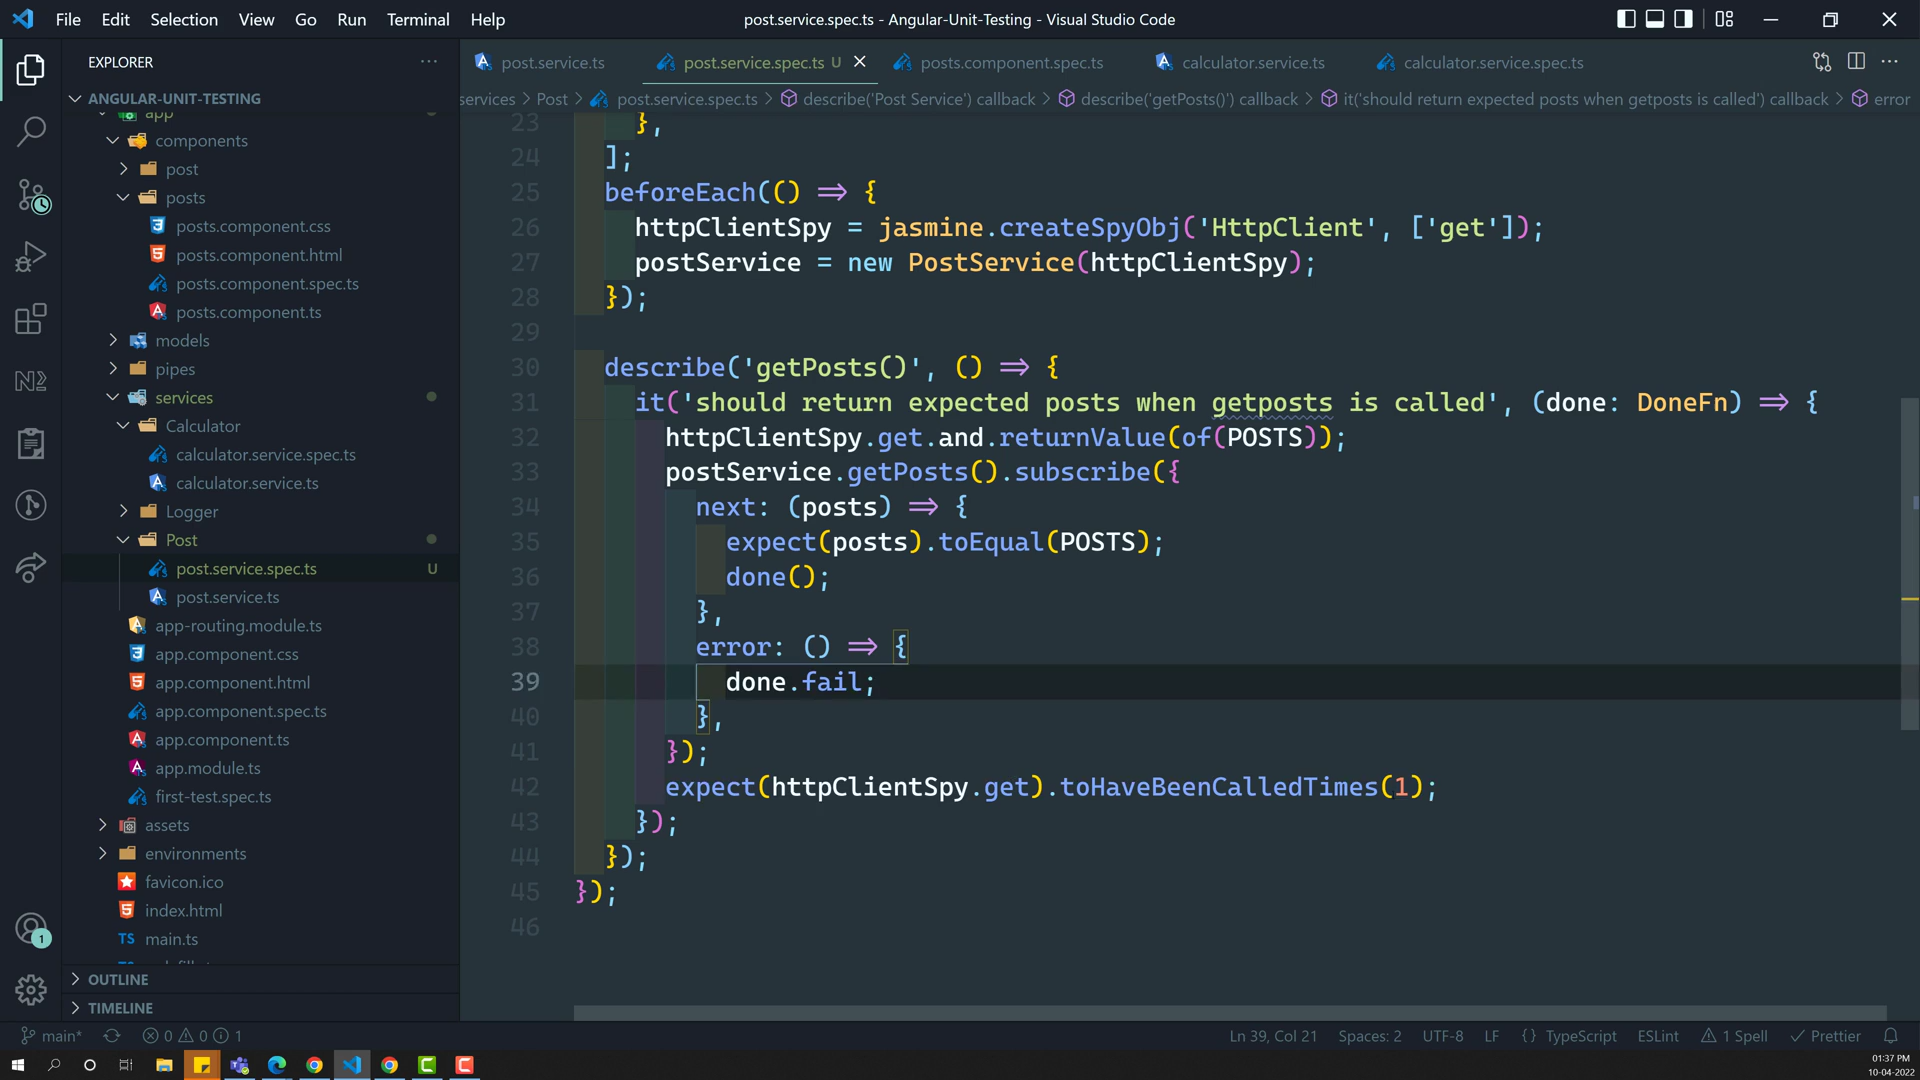 File Edit Selection View Go Run Terminal Help
post.service.spec.ts - Angular-Unit-Testing - Visual Studio Code
EXPLORER
ANGULAR-UNIT-TESTING
app
components
post
posts
posts.component.css
posts.component.html
posts.component.spec.ts
posts.component.ts
models
pipes
services
Calculator
calculator.service.spec.ts
calculator.service.ts
Logger
Post
post.service.spec.ts U
post.service.ts
app-routing.module.ts
app.component.css
app.component.html
app.component.spec.ts
app.component.ts
app.module.ts
first-test.spec.ts
assets
environments
favicon.ico
index.html
TS main.ts
OUTLINE
TIMELINE
post.service.ts
post.service.spec.ts U
posts.component.spec.ts
calculator.service.ts
calculator.service.spec.ts
services > Post > post.service.spec.ts > describe('Post Service') callback > describe('getPosts()') callback > it('should return expected posts when getposts is called') callback > error
23 },
24 ];
25 beforeEach(() => {
26 httpClientSpy = jasmine.createSpyObj('HttpClient', ['get']);
27 postService = new PostService(httpClientSpy);
28 });
29
30 describe('getPosts()', () => {
31 it('should return expected posts when getposts is called', (done: DoneFn) => {
32 httpClientSpy.get.and.returnValue(of(POSTS));
33 postService.getPosts().subscribe({
34 next: (posts) => {
35 expect(posts).toEqual(POSTS);
36 done();
37 },
38 error: () => {
39 done.fail;
40 },
41 });
42 expect(httpClientSpy.get).toHaveBeenCalledTimes(1);
43 });
44 });
45 });
46
main* 0 0 1
Ln 39, Col 21 Spaces: 2 UTF-8 LF {} TypeScript ESLint 1 Spell Prettier
1
01:37 PM
10-04-2022